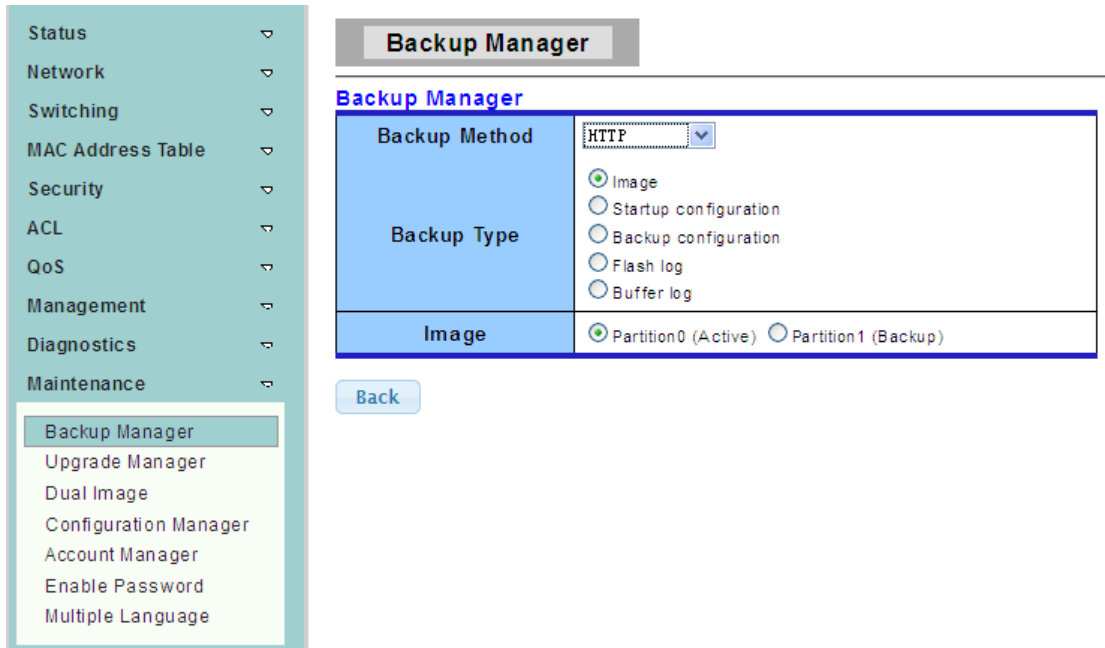 Status
Network
Switching
MAC Address Table
Security
ACL
QoS
Management
Diagnostics
Maintenance
Backup Manager
Upgrade Manager
Dual Image
Configuration Manager
Account Manager
Enable Password
Multiple Language
Backup Manager
Backup Manager
Backup Method HTTP
Backup Type
Image
Startup configuration
Backup configuration
Flash log
Buffer log
Image Partition0 (Active) Partition1 (Backup)
Back